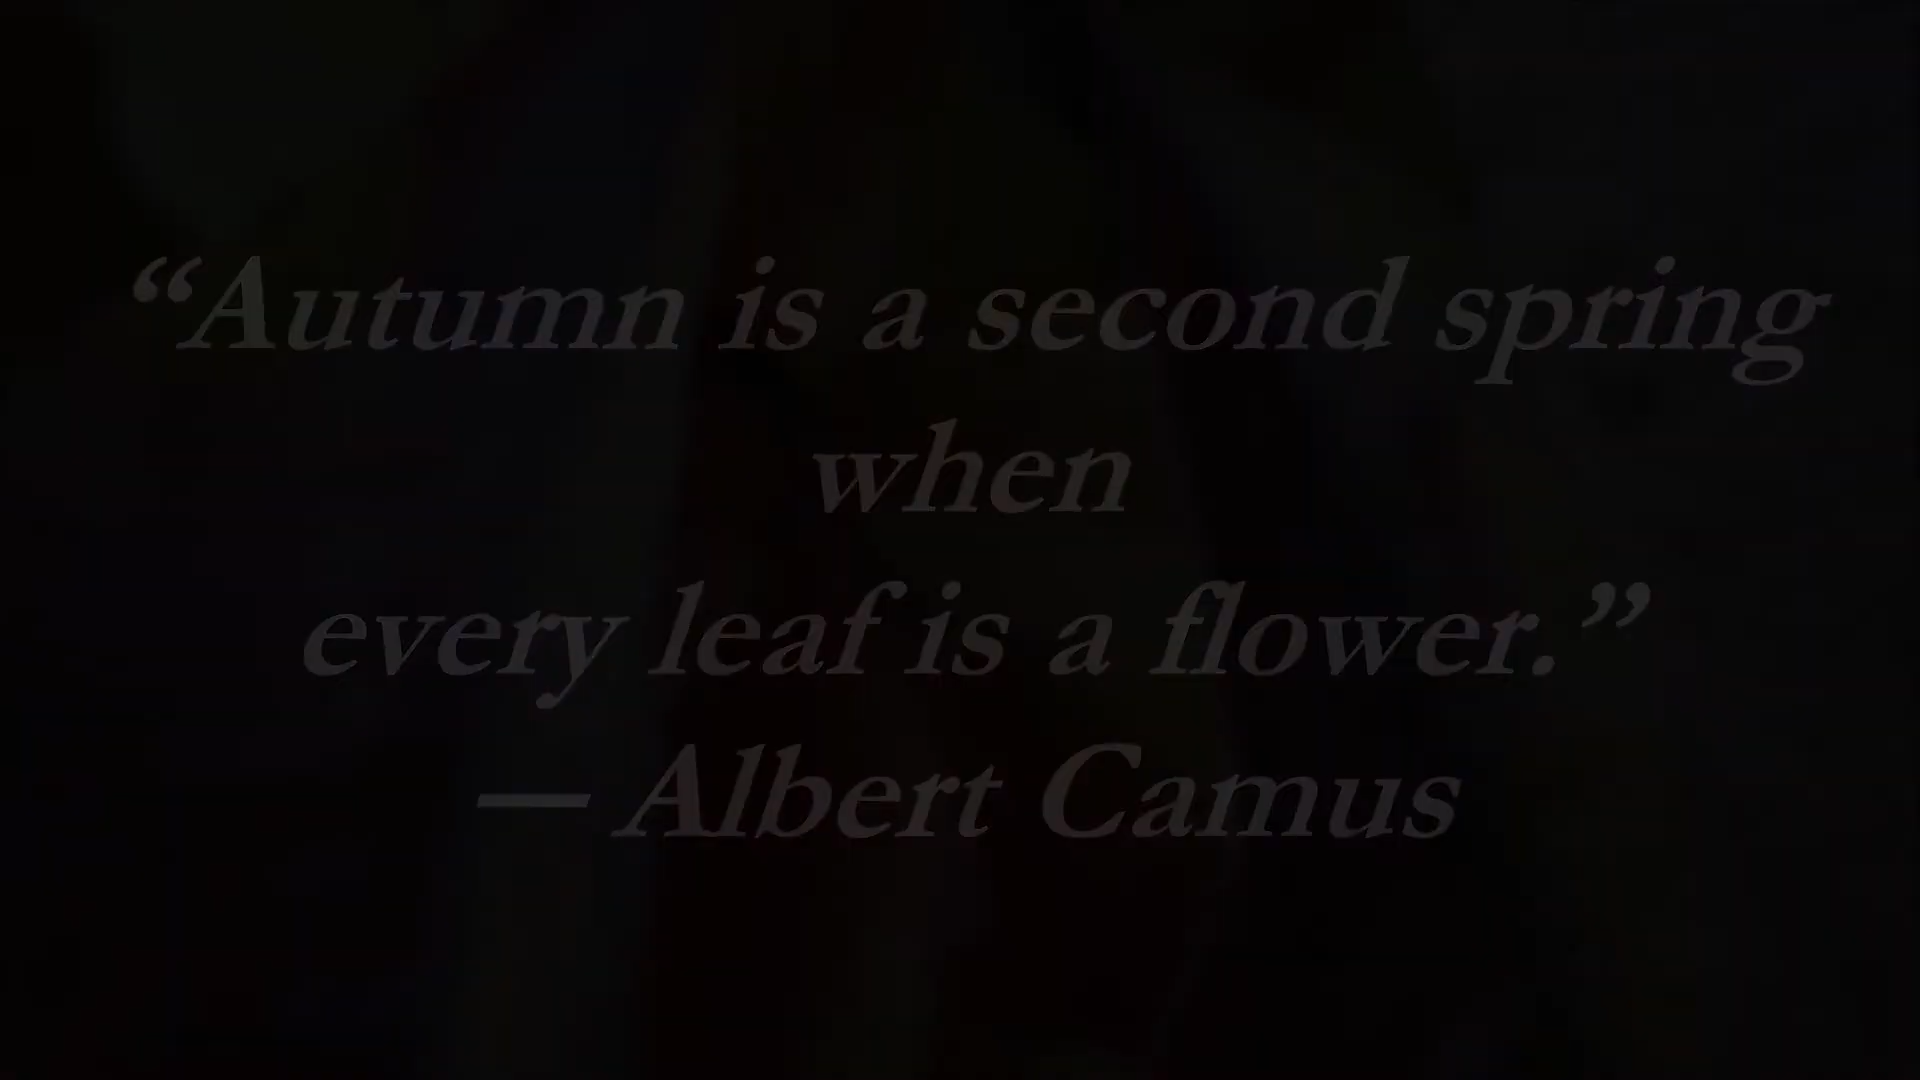 “Autumn is a second spring
when
every leaf is a flower.”
— Albert Camus